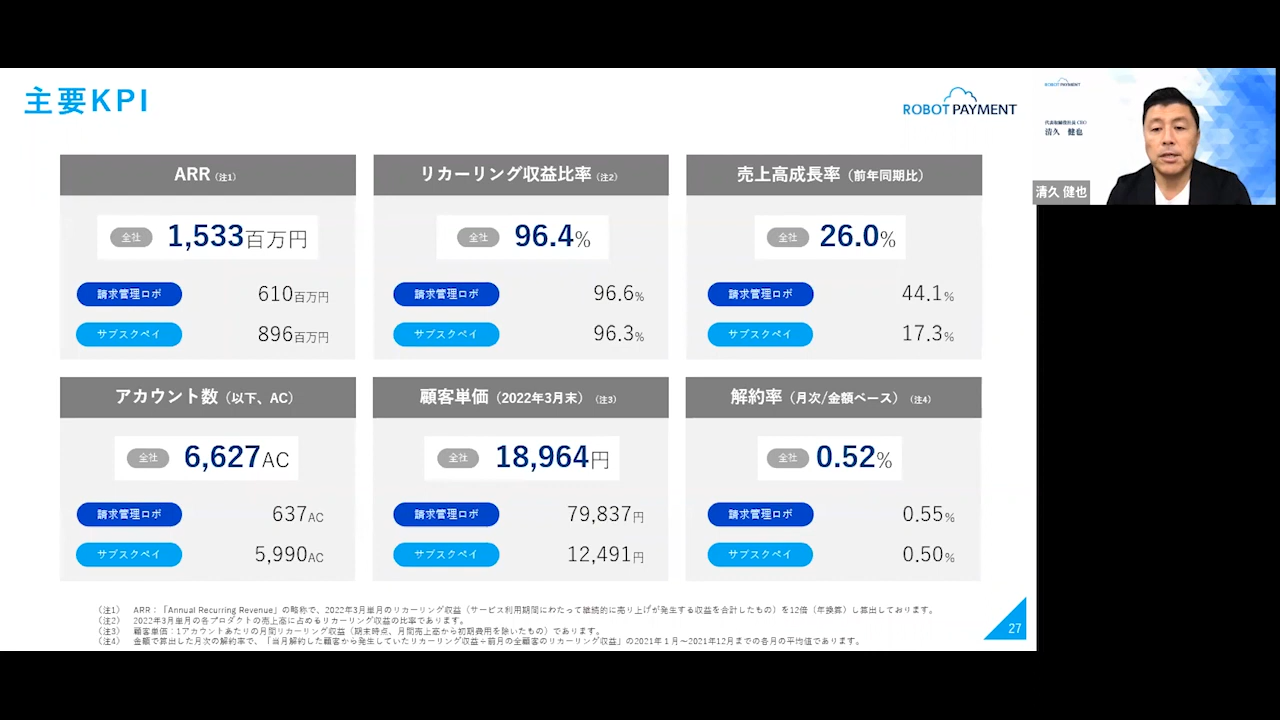 主要KPI
ROBOT PAYMENT
ARR（注1）
全社 1,533百万円
請求管理ロボ 610百万円
サブスクペイ 896百万円
リカーリング収益比率（注2）
全社 96.4%
請求管理ロボ 96.6%
サブスクペイ 96.3%
売上高成長率（前年同期比）
全社 26.0%
請求管理ロボ 44.1%
サブスクペイ 17.3%
アカウント数（以下、AC）
全社 6,627AC
請求管理ロボ 637AC
サブスクペイ 5,990AC
顧客単価（2022年3月末）（注3）
全社 18,964円
請求管理ロボ 79,837円
サブスクペイ 12,491円
解約率（月次/金額ベース）（注4）
全社 0.52%
請求管理ロボ 0.55%
サブスクペイ 0.50%
（注1） ARR：「Annual Recurring Revenue」の略称で、2022年3月単月のリカーリング収益（サービス利用期間にわたって継続的に売り上げが発生する収益を合計したもの）を12倍（年換算）し算出しております。
（注2） 2022年3月単月の各プロダクトの売上高に占めるリカーリング収益の比率であります。
（注3） 顧客単価：1アカウントあたりの月間リカーリング収益（期末時点、月間売上高から初期費用を除いたもの）であります。
（注4） 金額で算出した月次の解約率で、「当月解約した顧客から発生していたリカーリング収益÷前月の全顧客のリカーリング収益」の2021年１月～2021年12月までの各月の平均値であります。
27
ROBOT PAYMENT
代表取締役社長 CEO
清久 健也
清久 健也